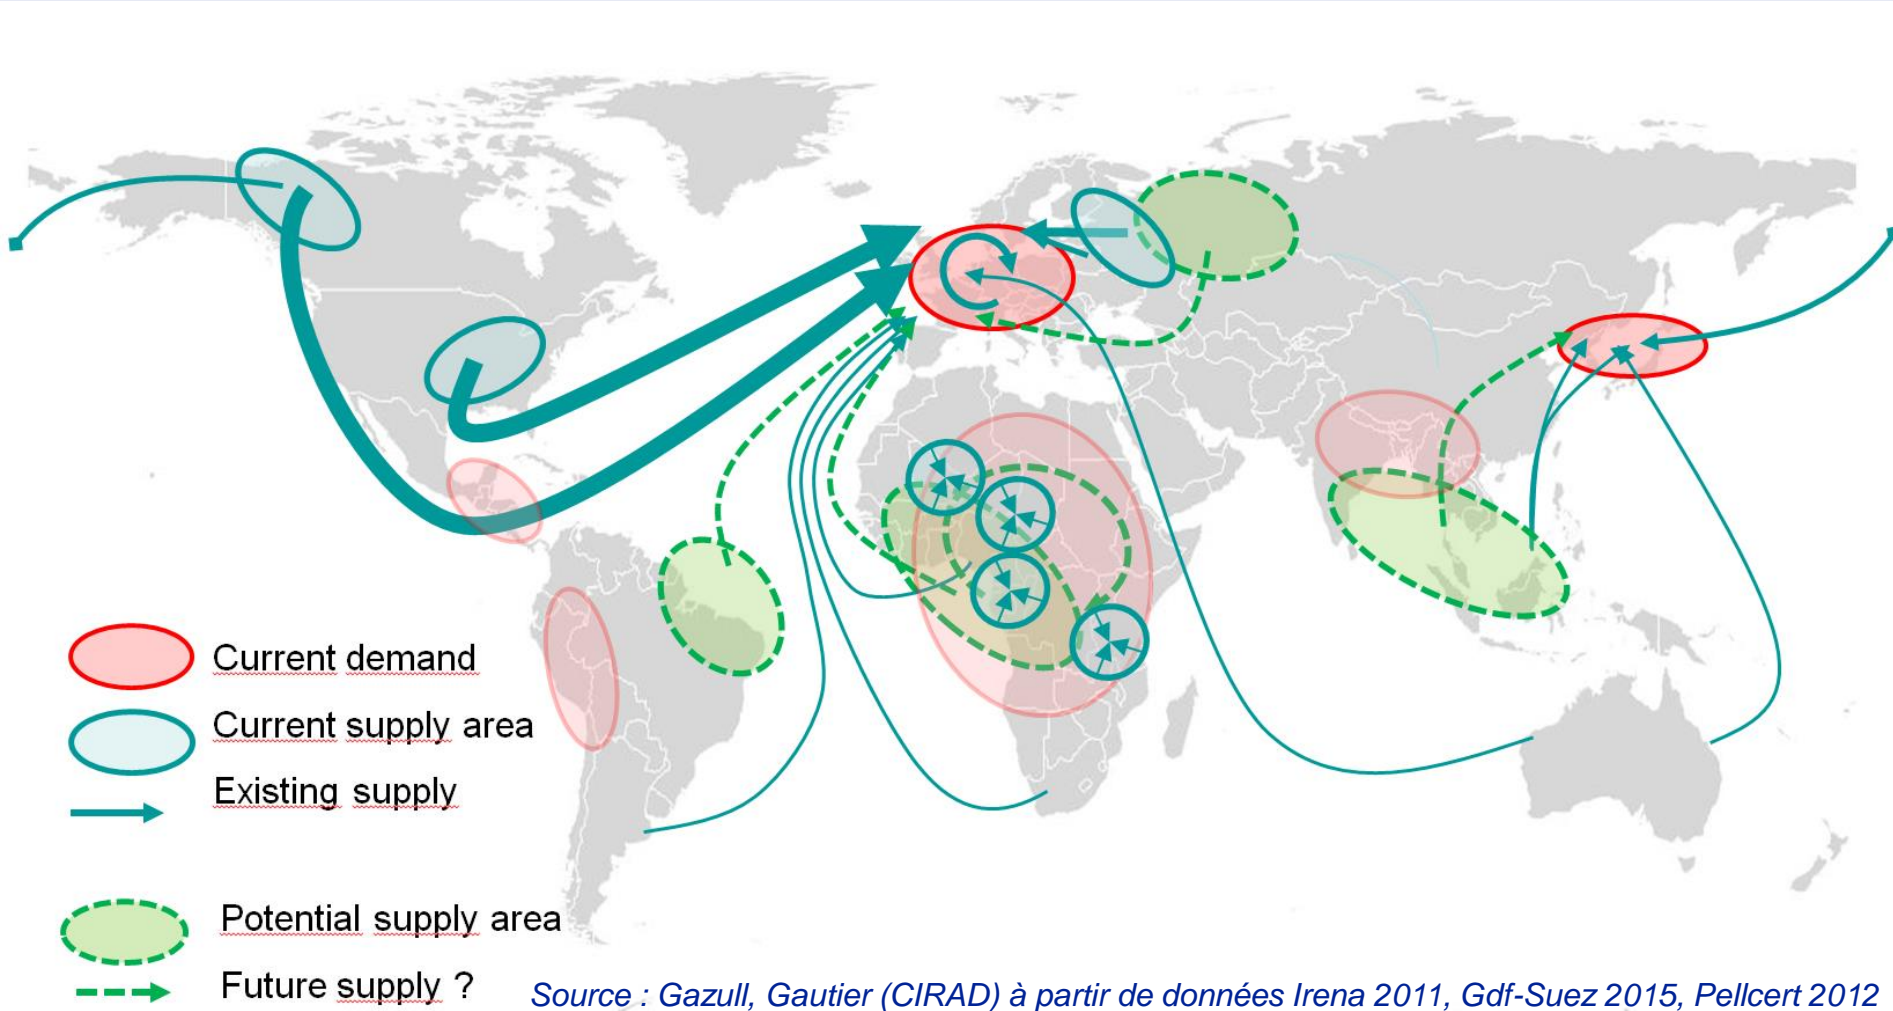 Current demand
Current supply area
Existing supply
Potential supply area
Future supply ?
Source : Gazull, Gautier (CIRAD) à partir de données Irena 2011, Gdf-Suez 2015, Pellcert 2012